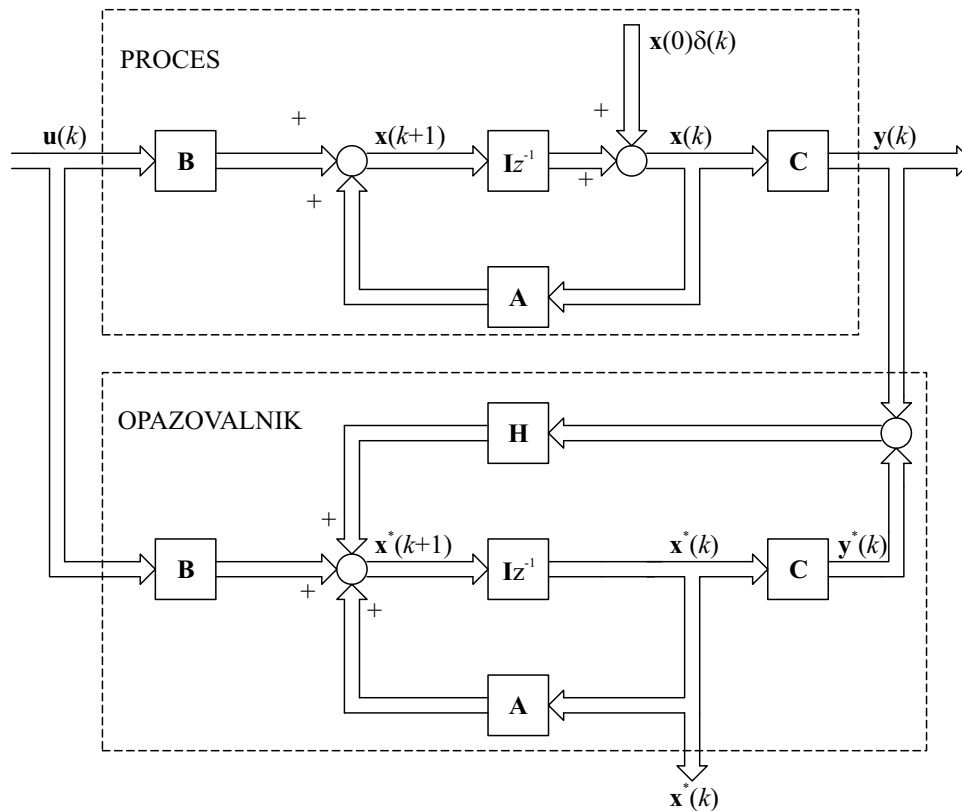 x(0)δ(k)
PROCES
+
+
u(k)
B
x(k+1)
Iz⁻¹
x(k)
C
y(k)
+
+
A
OPAZOVALNIK
H
+
B
x*(k+1)
Iz⁻¹
x*(k)
C
y*(k)
+
+
A
x*(k)